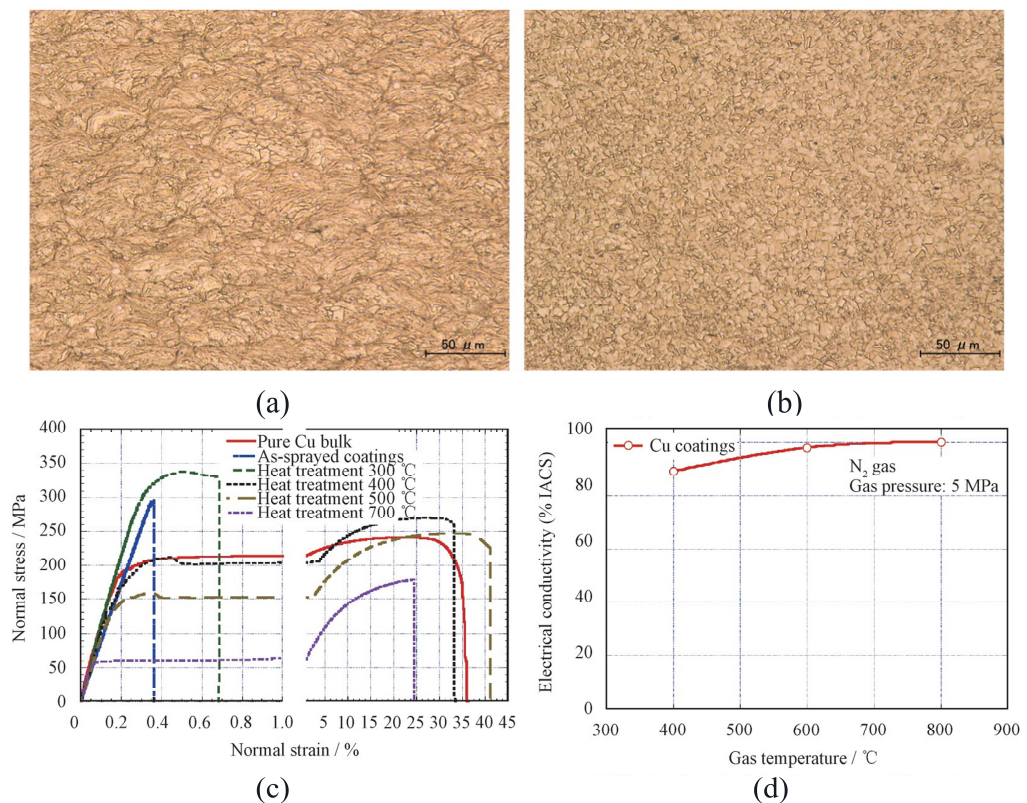 50 μm
50 μm
(a)
(b)
400
350
300
250
200
150
100
50
0
Normal stress / MPa
Pure Cu bulk
As-sprayed coatings
Heat treatment 300 ℃
Heat treatment 400 ℃
Heat treatment 500 ℃
Heat treatment 700 ℃
0 0.2 0.4 0.6 0.8 1.0 5 10 15 20 25 30 35 40 45
Normal strain / %
(c)
100
80
60
40
20
0
Electrical conductivity (% IACS)
Cu coatings
N2 gas
Gas pressure: 5 MPa
300 400 500 600 700 800 900
Gas temperature / ℃
(d)